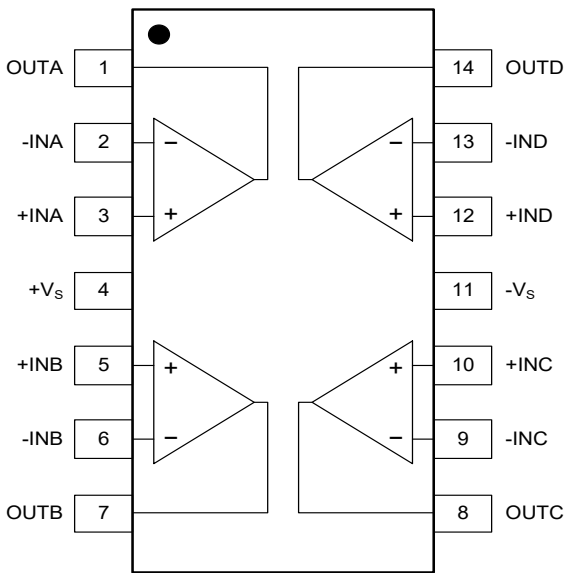 OUTA 1 14 OUTD
-INA 2 − − 13 -IND
+INA 3 + + 12 +IND
+VS 4 11 -VS
+INB 5 + + 10 +INC
-INB 6 − − 9 -INC
OUTB 7 8 OUTC